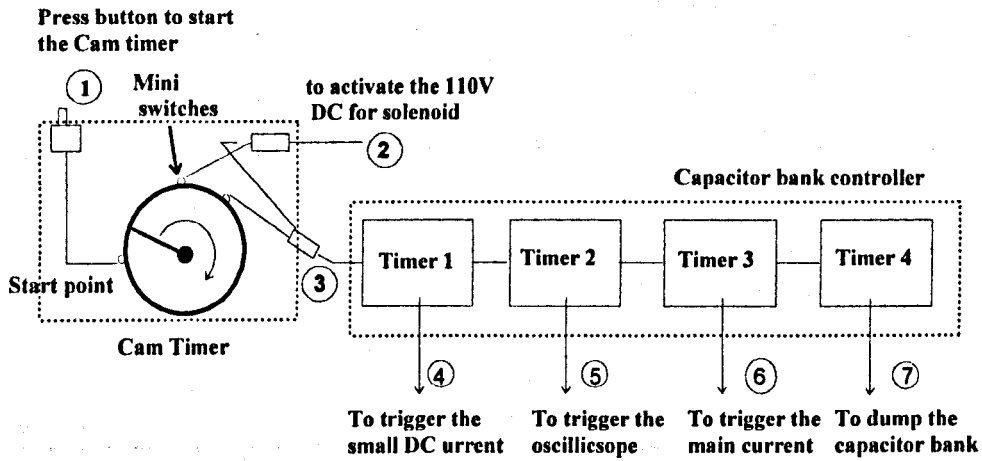 Press button to start
the Cam timer
1
Mini
switches
to activate the 110V
DC for solenoid
2
Capacitor bank controller
Timer 1
Timer 2
Timer 3
Timer 4
3
Start point
Cam Timer
4
5
6
7
To trigger the
small DC urrent
To trigger the
oscillicsope
To trigger the
main current
To dump the
capacitor bank